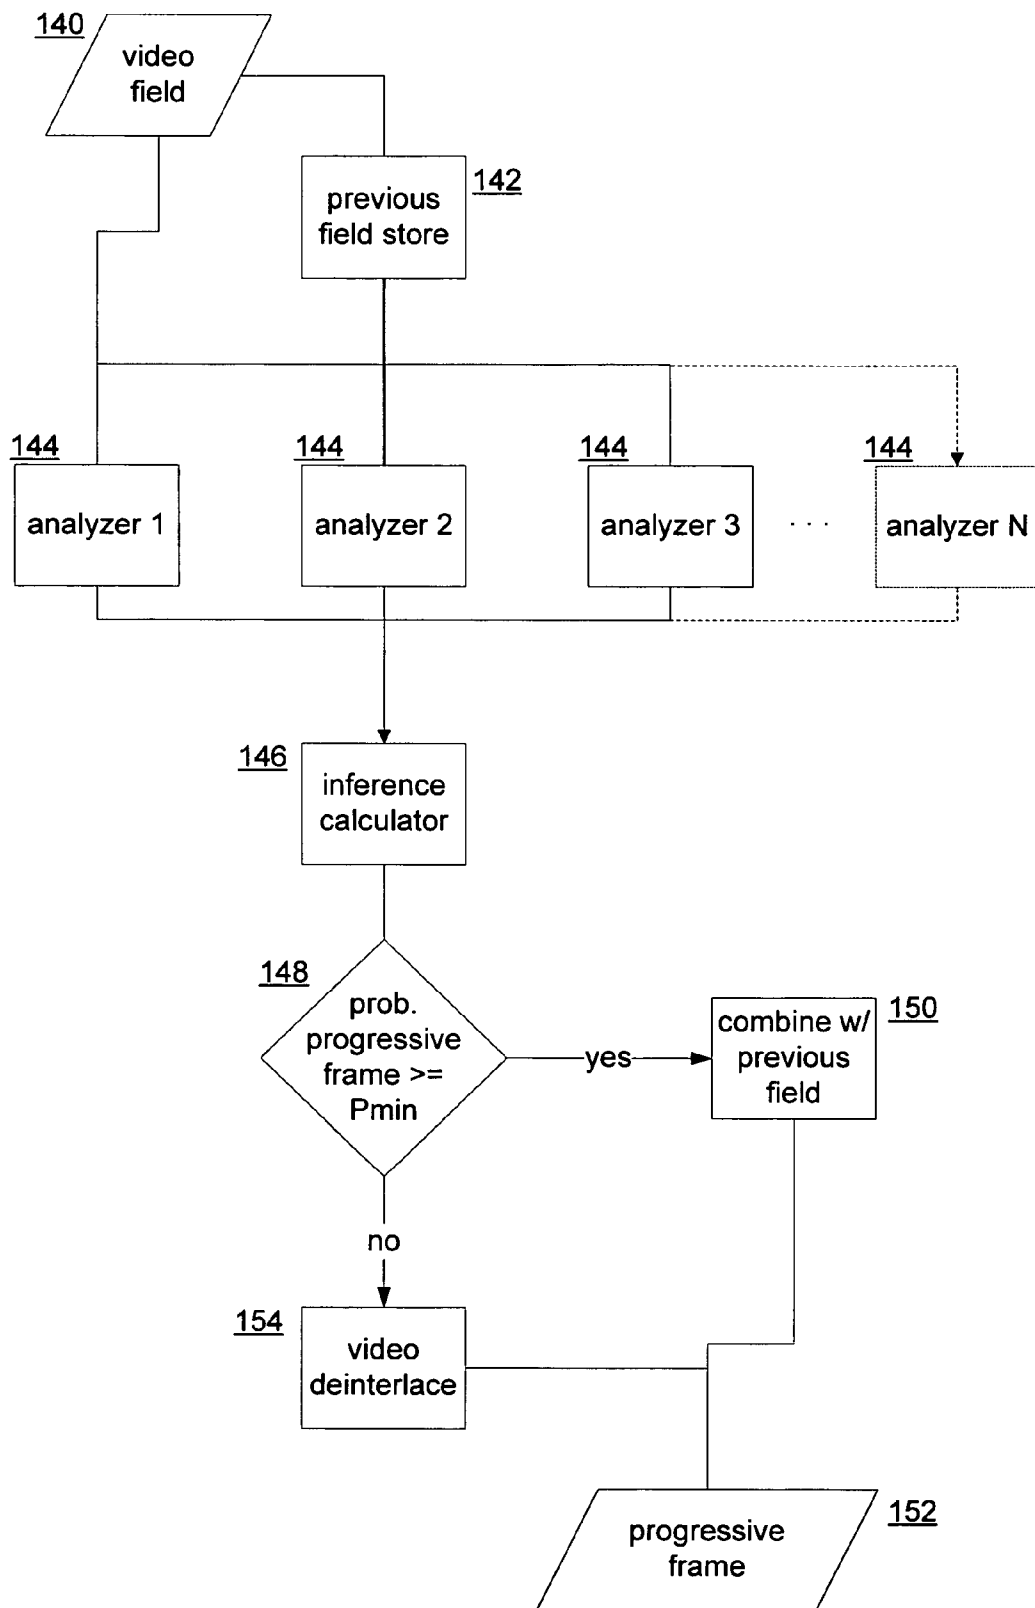 140
video
field
142
previous
field store
144
144
144
144
analyzer 1
analyzer 2
analyzer 3
. . .
analyzer N
146
inference
calculator
148
prob.
progressive
frame >=
Pmin
yes
150
combine w/
previous
field
no
154
video
deinterlace
152
progressive
frame